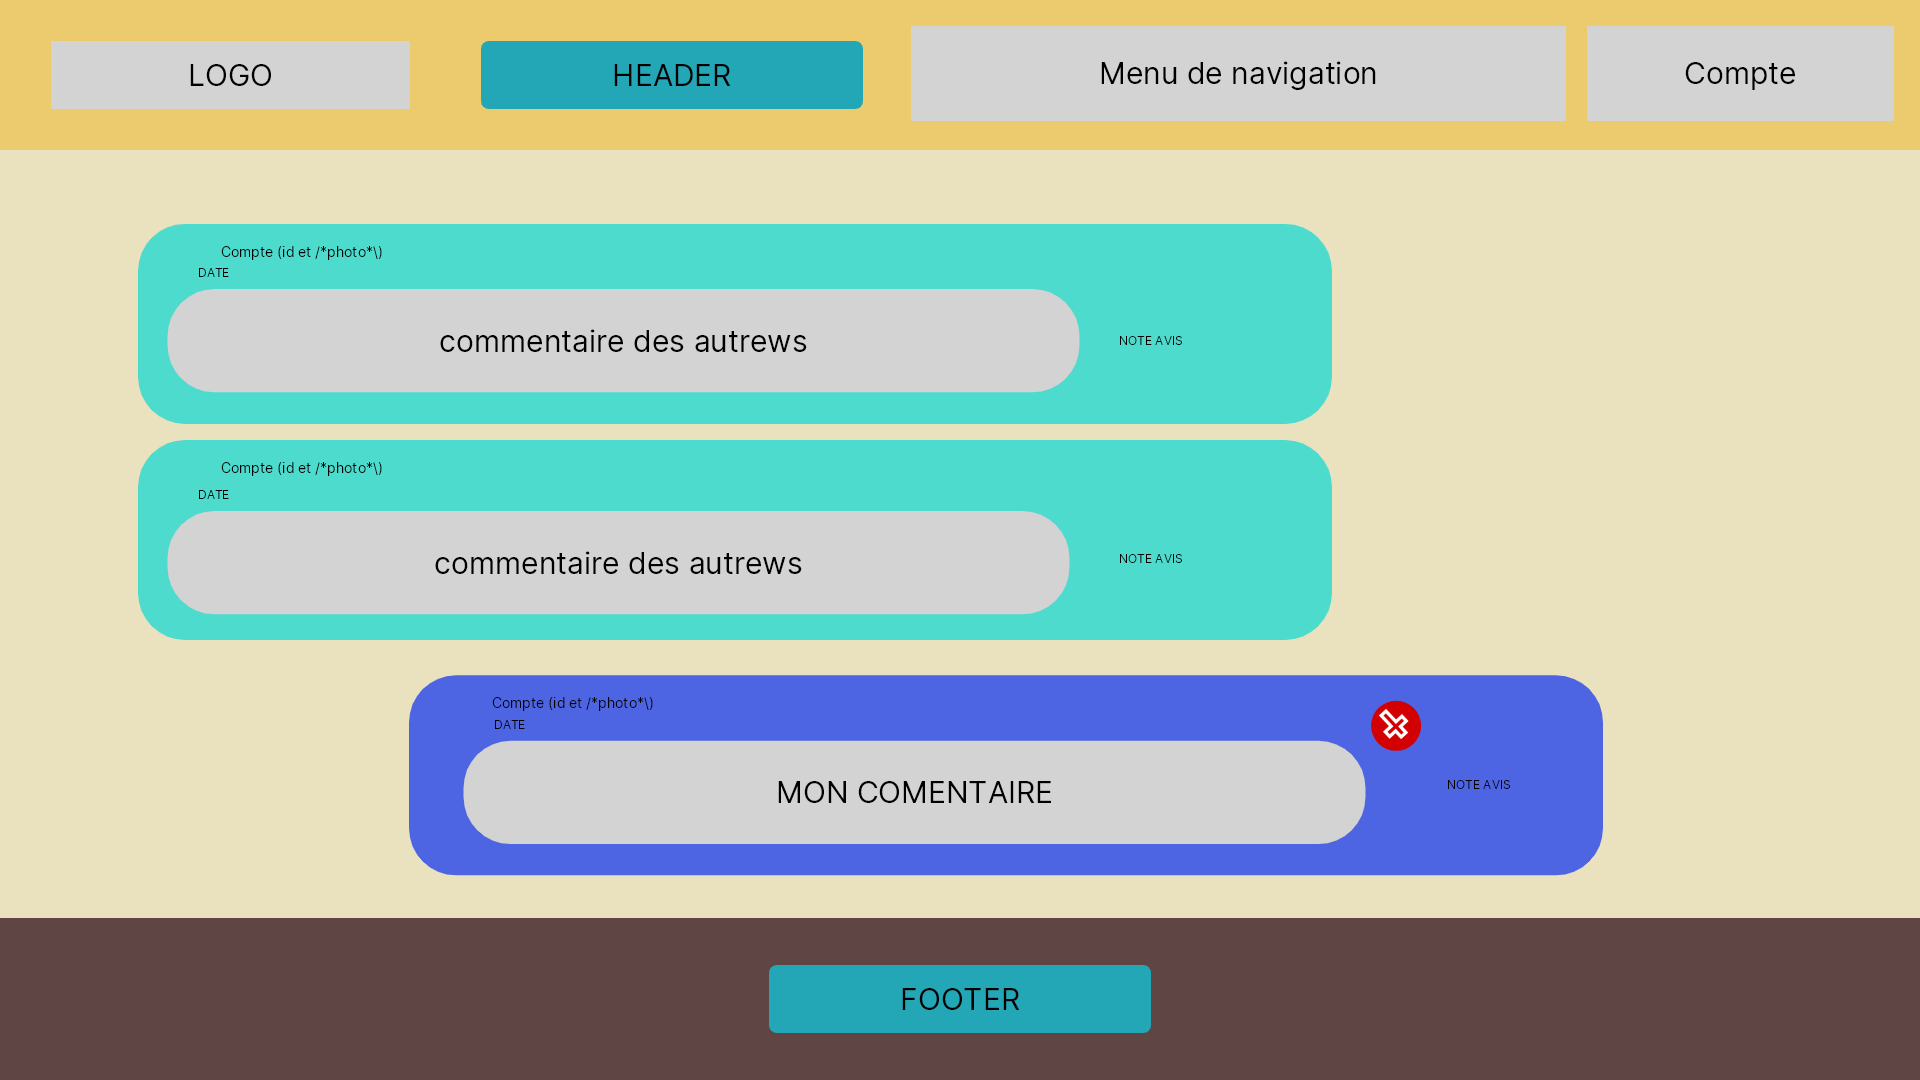 LOGO
HEADER
Menu de navigation
Compte
Compte (id et /*photo*\)
DATE
commentaire des autrews
NOTE AVIS
Compte (id et /*photo*\)
DATE
commentaire des autrews
NOTE AVIS
Compte (id et /*photo*\)
DATE
MON COMENTAIRE
NOTE AVIS
FOOTER